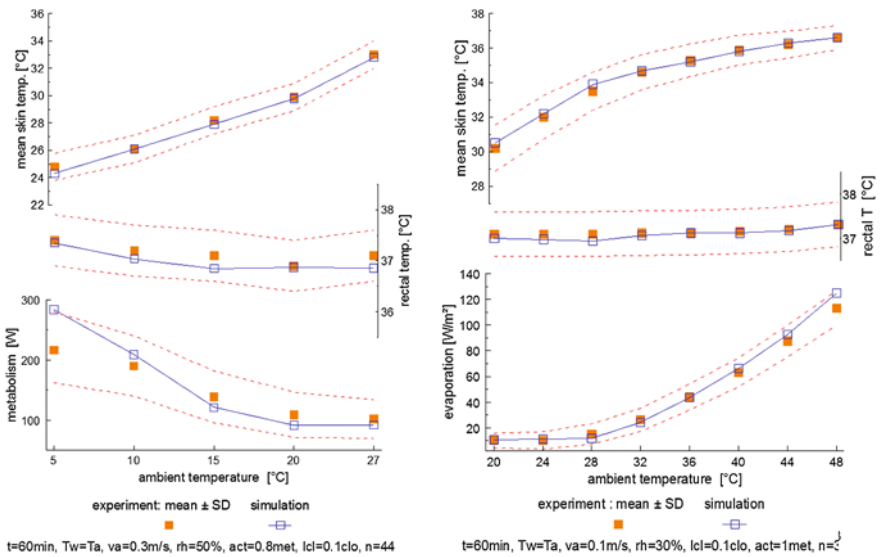 36
34
32
30
28
26
24
22
mean skin temp. [°C]
38
37
36
rectal temp. [°C]
300
200
100
metabolism [W]
5 10 15 20 27
ambient temperature [°C]
experiment: mean ± SD simulation
t=60min, Tw=Ta, va=0.3m/s, rh=50%, act=0.8met, Icl=0.1clo, n=44
38
36
34
32
30
28
mean skin temp. [°C]
38
37
rectal T [°C]
140
120
100
80
60
40
20
evaporation [W/m²]
20 24 28 32 36 40 44 48
ambient temperature [°C]
experiment : mean ± SD simulation
t=60min, Tw=Ta, va=0.1m/s, rh=30%, Icl=0.1clo, act=1met,